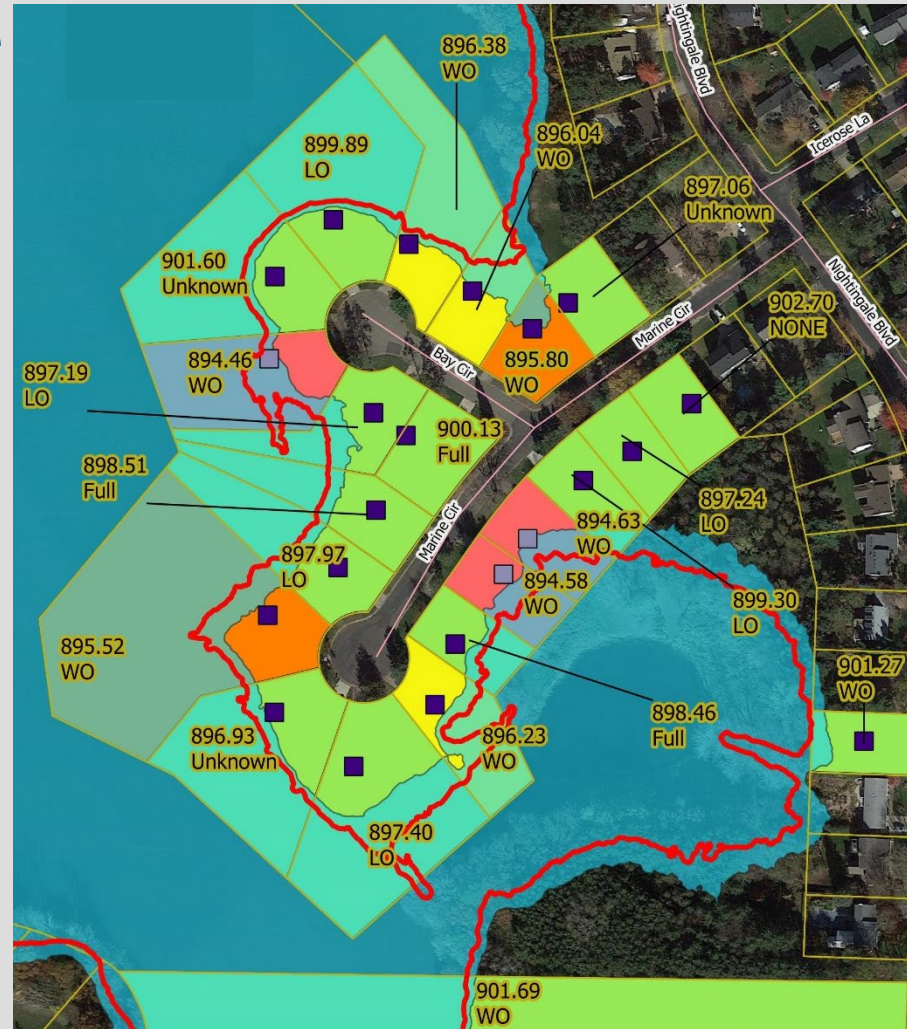 Nightingale Blvd
896.38
WO
Icerose La
899.89
LO
896.04
WO
897.06
Unknown
901.60
Unknown
Nightingale Blvd
902.70
NONE
Marine Cir
Bay Cir
894.46
WO
895.80
WO
897.19
LO
900.13
Full
898.51
Full
897.24
LO
Marine Cir
894.63
WO
897.97
LO
894.58
WO
899.30
LO
895.52
WO
901.27
WO
898.46
Full
896.93
Unknown
896.23
WO
897.40
LO
901.69
WO